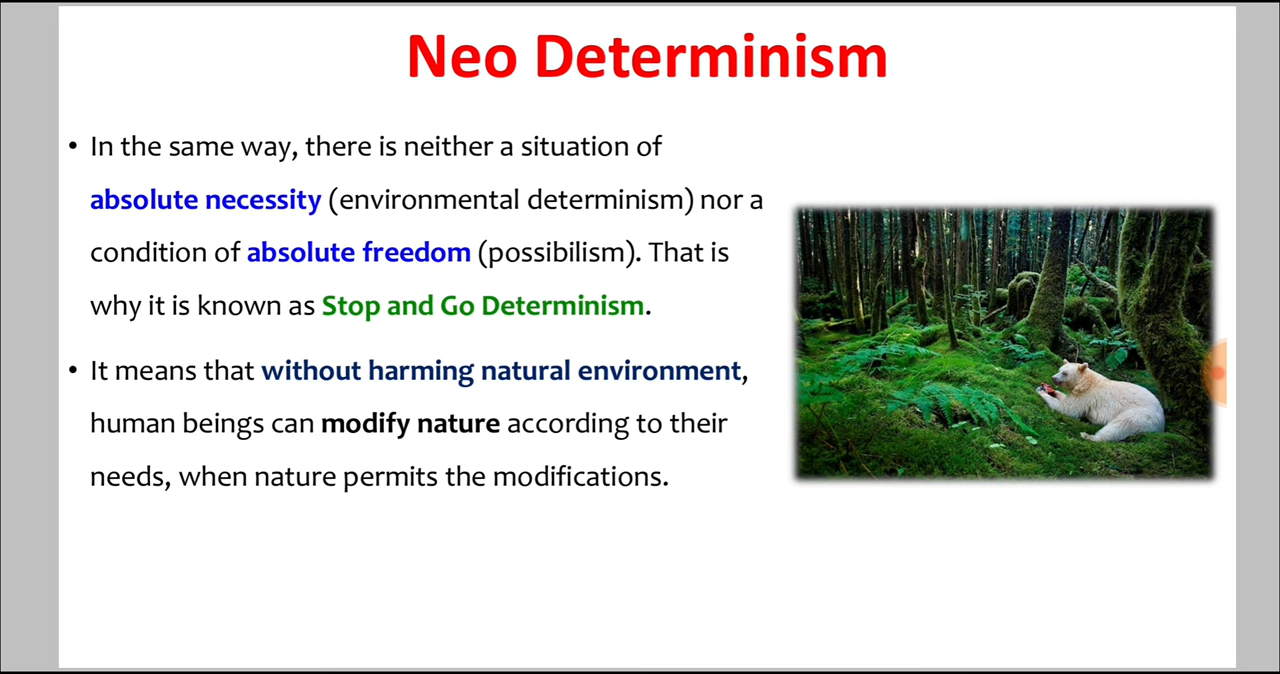 Neo Determinism
• In the same way, there is neither a situation of
absolute necessity (environmental determinism) nor a
condition of absolute freedom (possibilism). That is
why it is known as Stop and Go Determinism.
• It means that without harming natural environment,
human beings can modify nature according to their
needs, when nature permits the modifications.